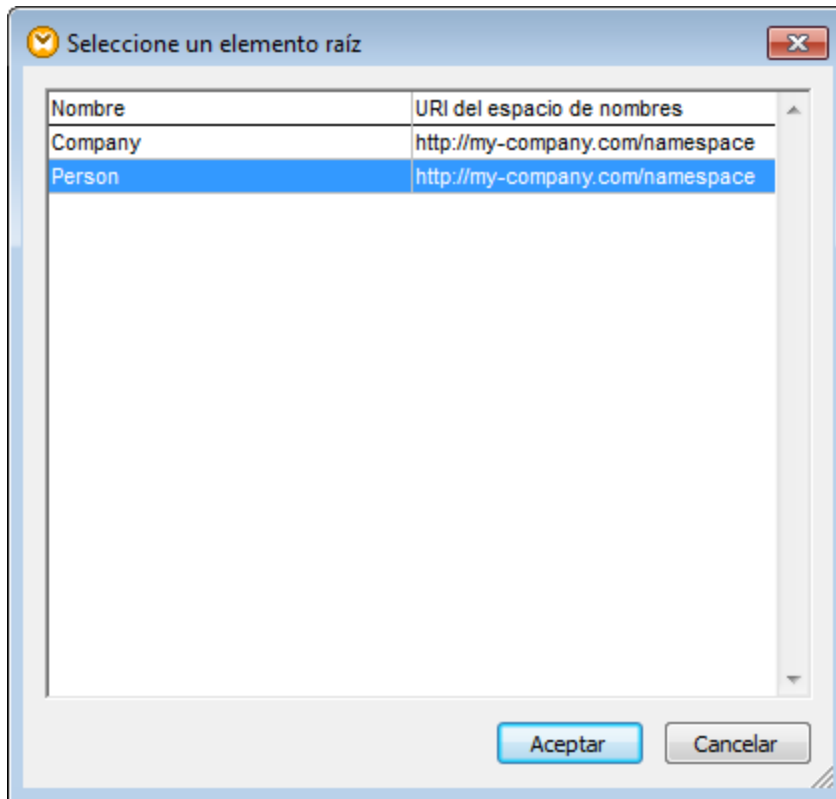 Seleccione un elemento raíz
Nombre URI del espacio de nombres
Company http://my-company.com/namespace
Person http://my-company.com/namespace
Aceptar Cancelar